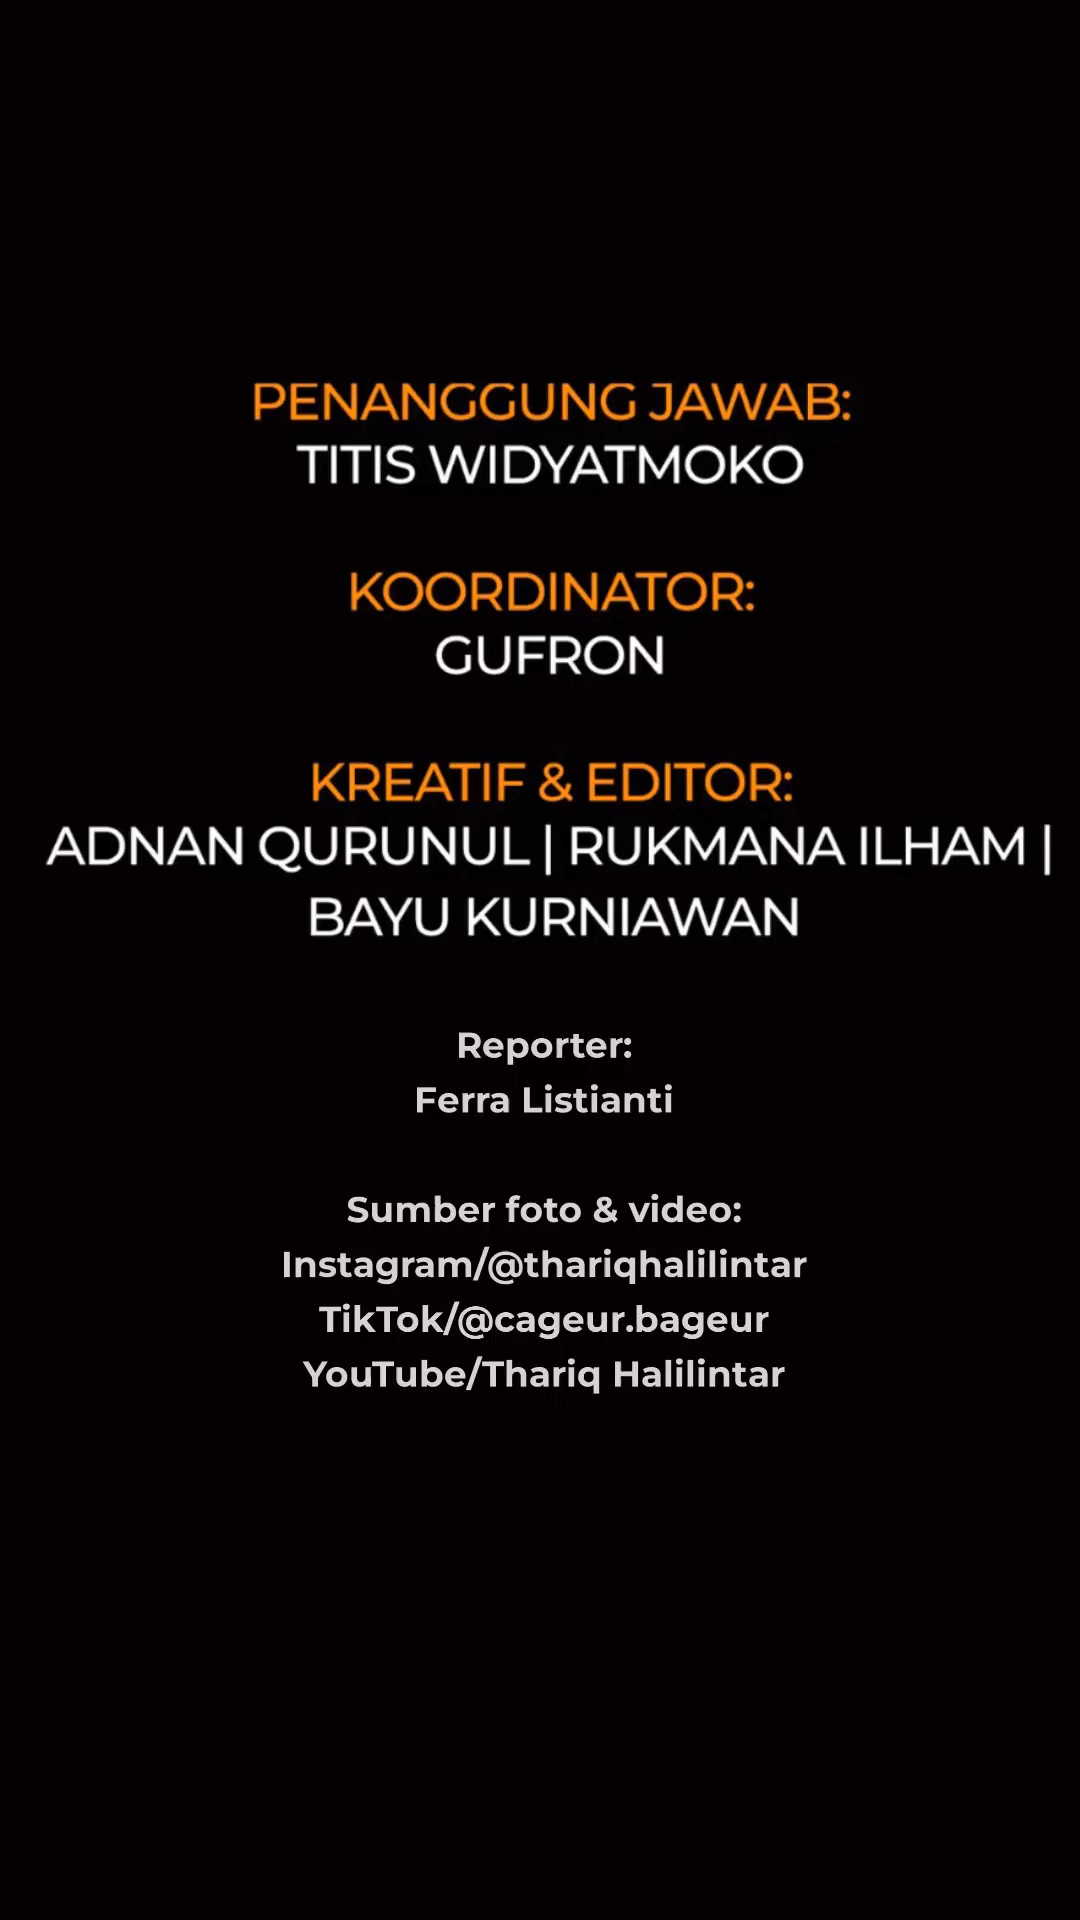 PENANGGUNG JAWAB:
TITIS WIDYATMOKO
KOORDINATOR:
GUFRON
KREATIF & EDITOR:
ADNAN QURUNUL | RUKMANA ILHAM |
BAYU KURNIAWAN
Reporter:
Ferra Listianti
Sumber foto & video:
Instagram/@thariqhalilintar
TikTok/@cageur.bageur
YouTube/Thariq Halilintar